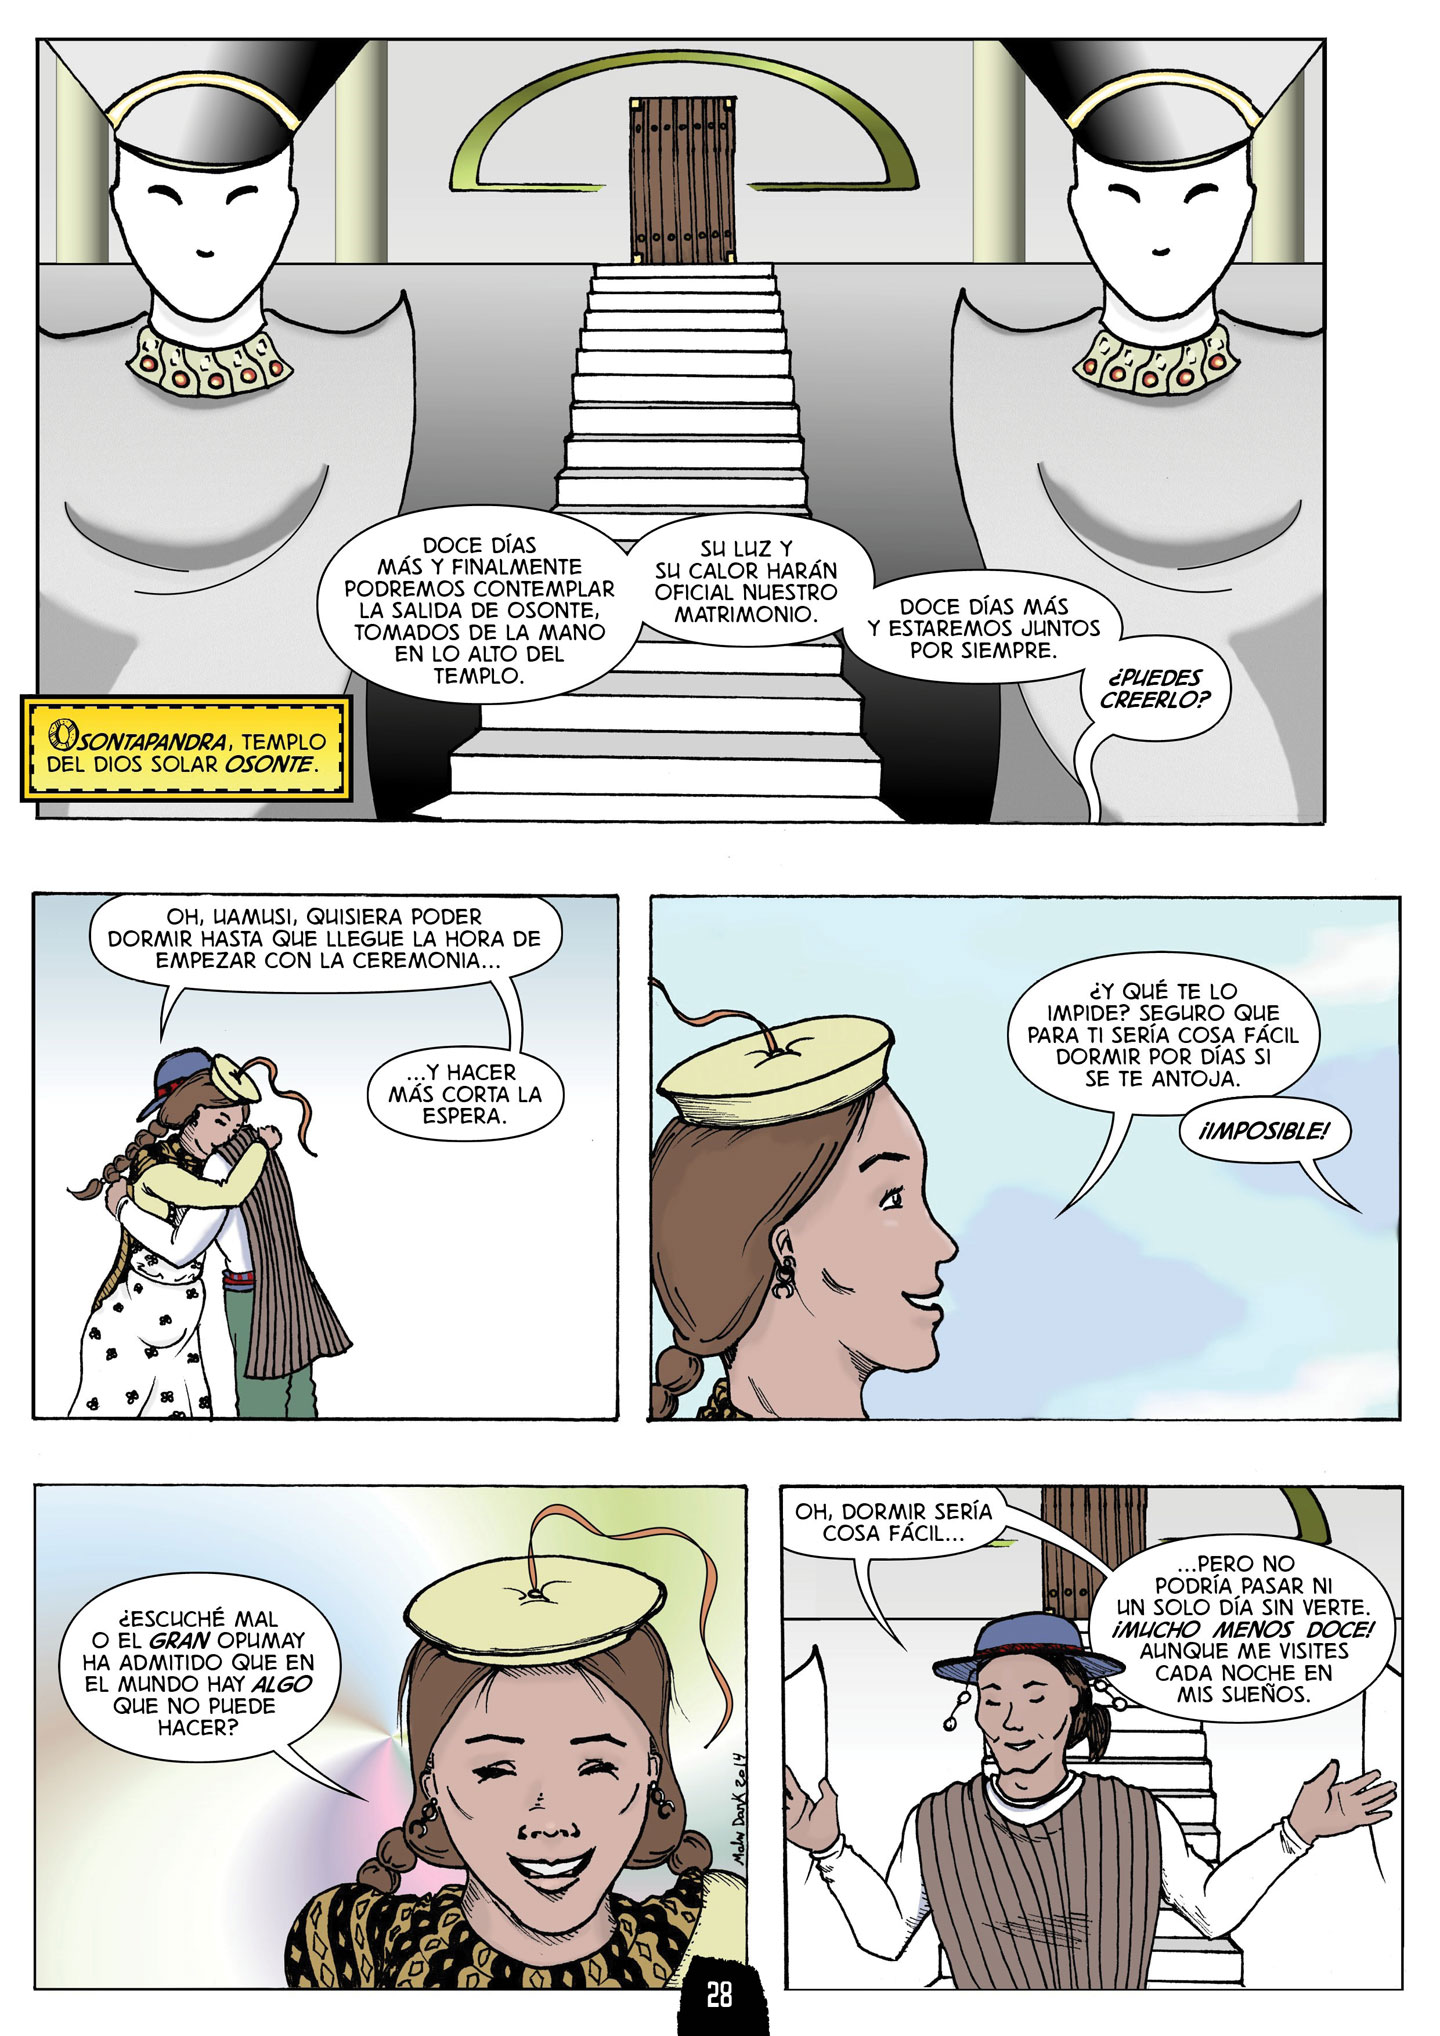 DOCE DÍAS
MÁS Y FINALMENTE
PODREMOS CONTEMPLAR
LA SALIDA DE OSONTE,
TOMADOS DE LA MANO
EN LO ALTO DEL
TEMPLO.
SU LUZ Y
SU CALOR HARÁN
OFICIAL NUESTRO
MATRIMONIO.
DOCE DÍAS MÁS
Y ESTAREMOS JUNTOS
POR SIEMPRE.
¿PUEDES
CREERLO?
OSONTAPANDRA, TEMPLO
DEL DIOS SOLAR OSONTE.
OH, UAMUSI, QUISIERA PODER
DORMIR HASTA QUE LLEGUE LA HORA DE
EMPEZAR CON LA CEREMONIA...
...Y HACER
MÁS CORTA LA
ESPERA.
¿Y QUÉ TE LO
IMPIDE? SEGURO QUE
PARA TI SERÍA COSA FÁCIL
DORMIR POR DÍAS SI
SE TE ANTOJA.
¡IMPOSIBLE!
¿ESCUCHÉ MAL
O EL GRAN OPUMAY
HA ADMITIDO QUE EN
EL MUNDO HAY ALGO
QUE NO PUEDE
HACER?
Malv Dark 2014
OH, DORMIR SERÍA
COSA FÁCIL...
...PERO NO
PODRÍA PASAR NI
UN SOLO DÍA SIN VERTE.
¡MUCHO MENOS DOCE!
AUNQUE ME VISITES
CADA NOCHE EN
MIS SUEÑOS.
28